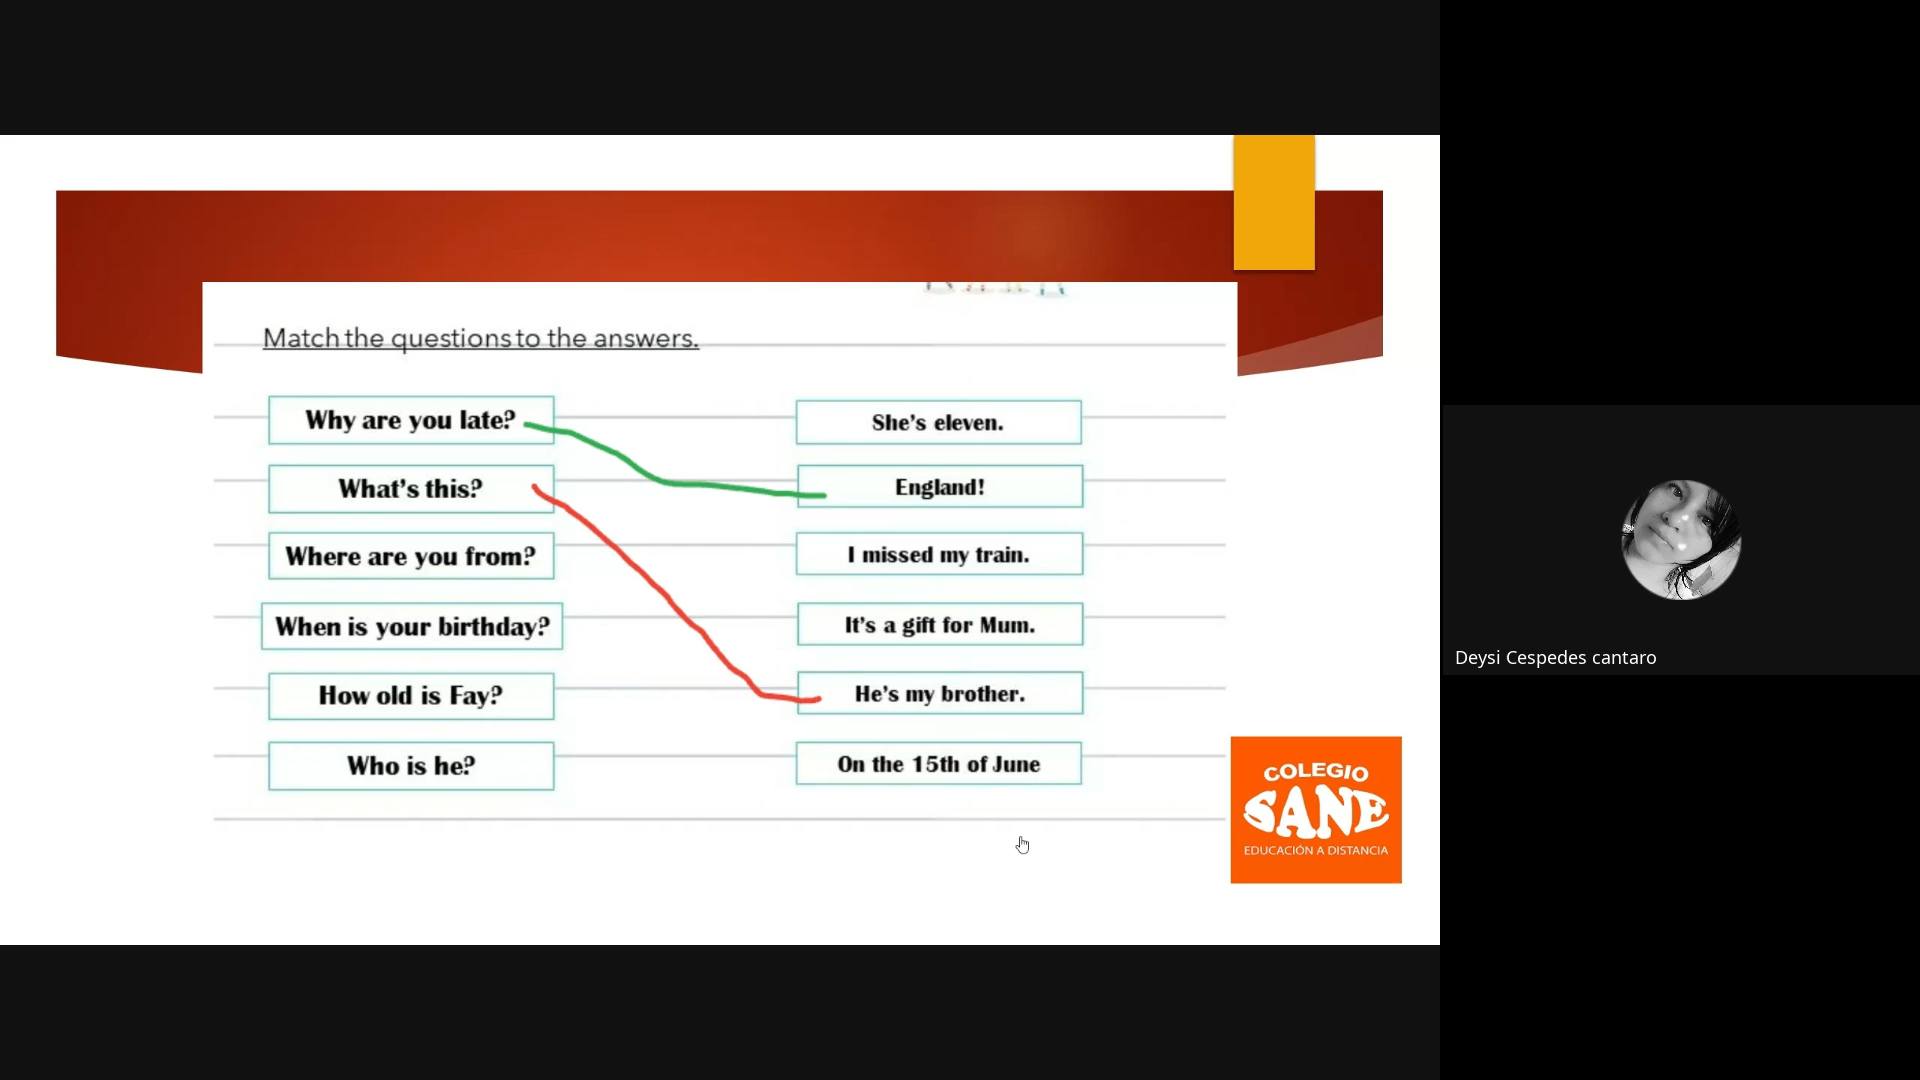 Match the questions to the answers.
Why are you late?
She's eleven.
What's this?
England!
Where are you from?
I missed my train.
When is your birthday?
It's a gift for Mum.
How old is Fay?
He's my brother.
Who is he?
On the 15th of June
COLEGIO
SANE
EDUCACIÓN A DISTANCIA
Deysi Cespedes cantaro